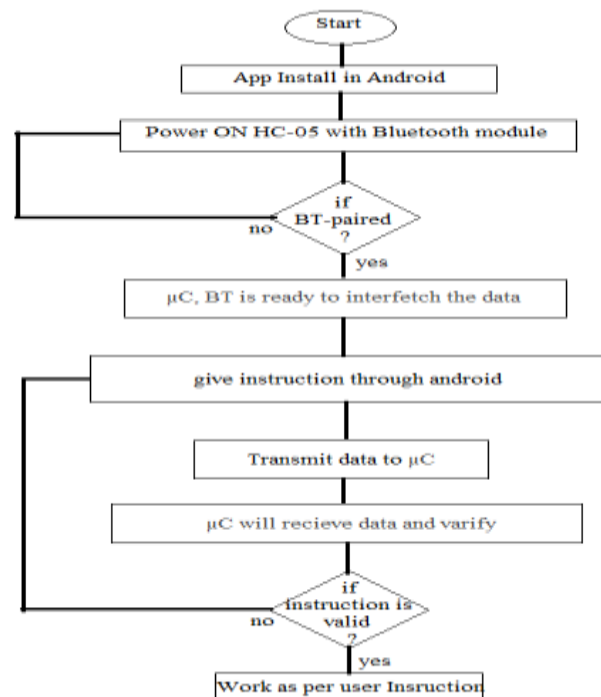 Start
App Install in Android
Power ON HC-05 with Bluetooth module
if
BT-paired
?
no
yes
µC, BT is ready to interfetch the data
give instruction through android
Transmit data to µC
µC will recieve data and varify
if
instruction is
valid
?
no
yes
Work as per user Insruction